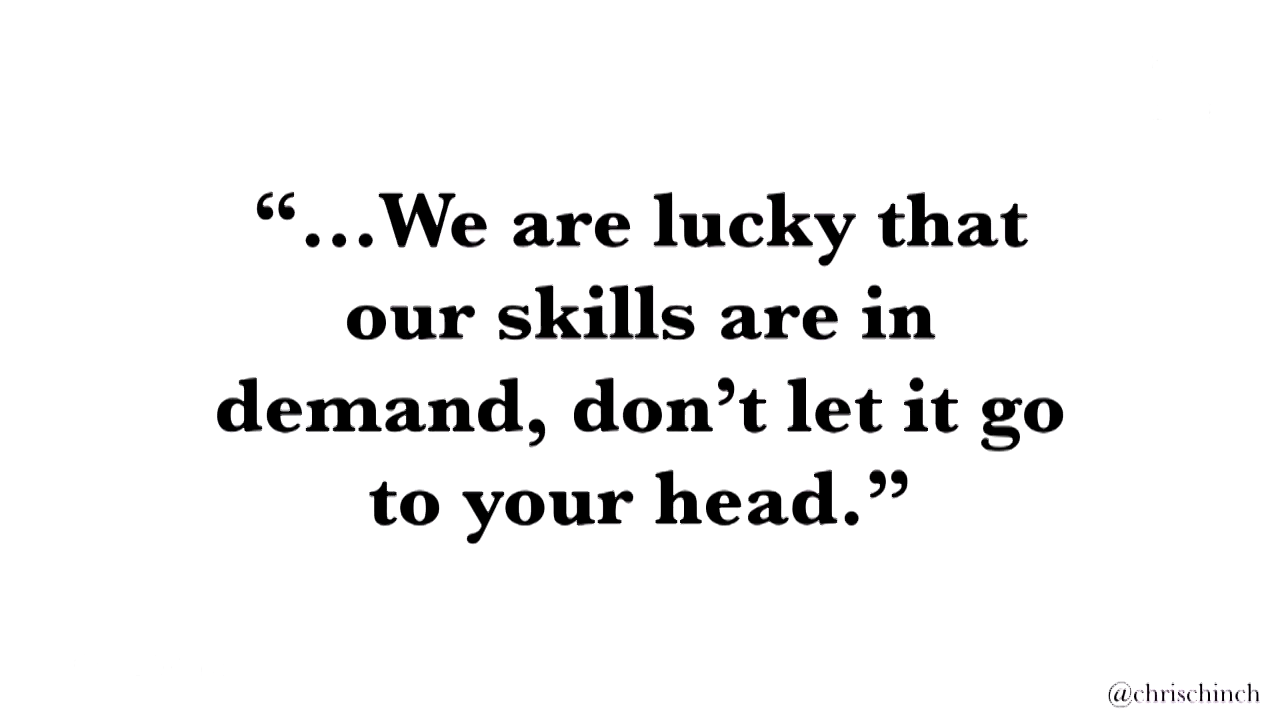 “…We are lucky that
our skills are in
demand, don’t let it go
to your head.”
@chrischinch